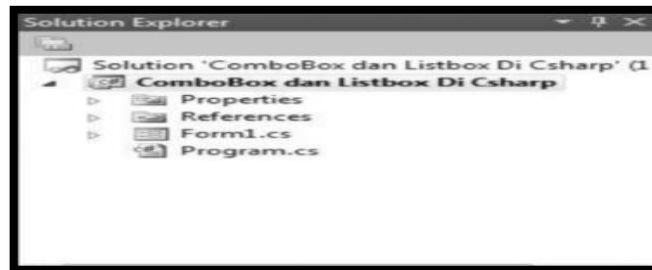 Solution Explorer
Solution 'ComboBox dan Listbox Di Csharp' (1
ComboBox dan Listbox Di Csharp
Properties
References
Form1.cs
Program.cs